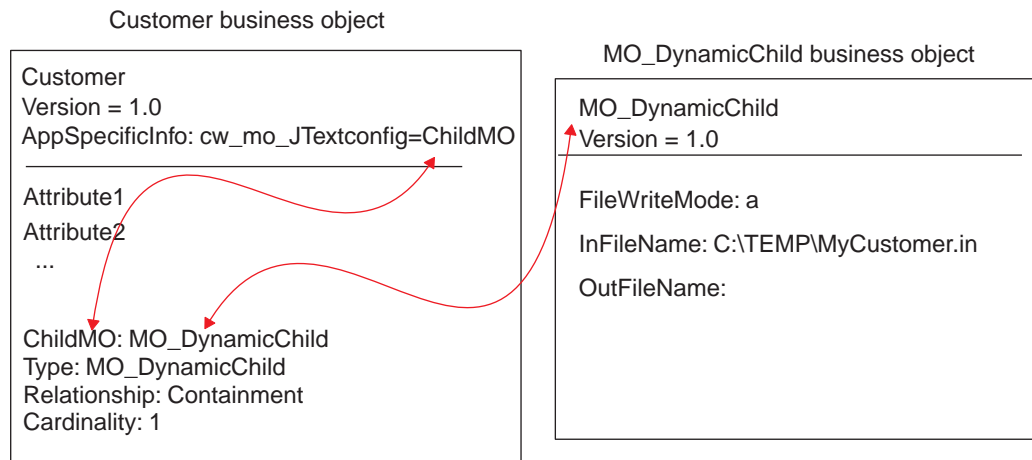 Customer business object
Customer
Version = 1.0
AppSpecificInfo: cw_mo_JTextconfig=ChildMO
Attribute1
Attribute2
...
ChildMO: MO_DynamicChild
Type: MO_DynamicChild
Relationship: Containment
Cardinality: 1
MO_DynamicChild business object
MO_DynamicChild
Version = 1.0
FileWriteMode: a
InFileName: C:\TEMP\MyCustomer.in
OutFileName: